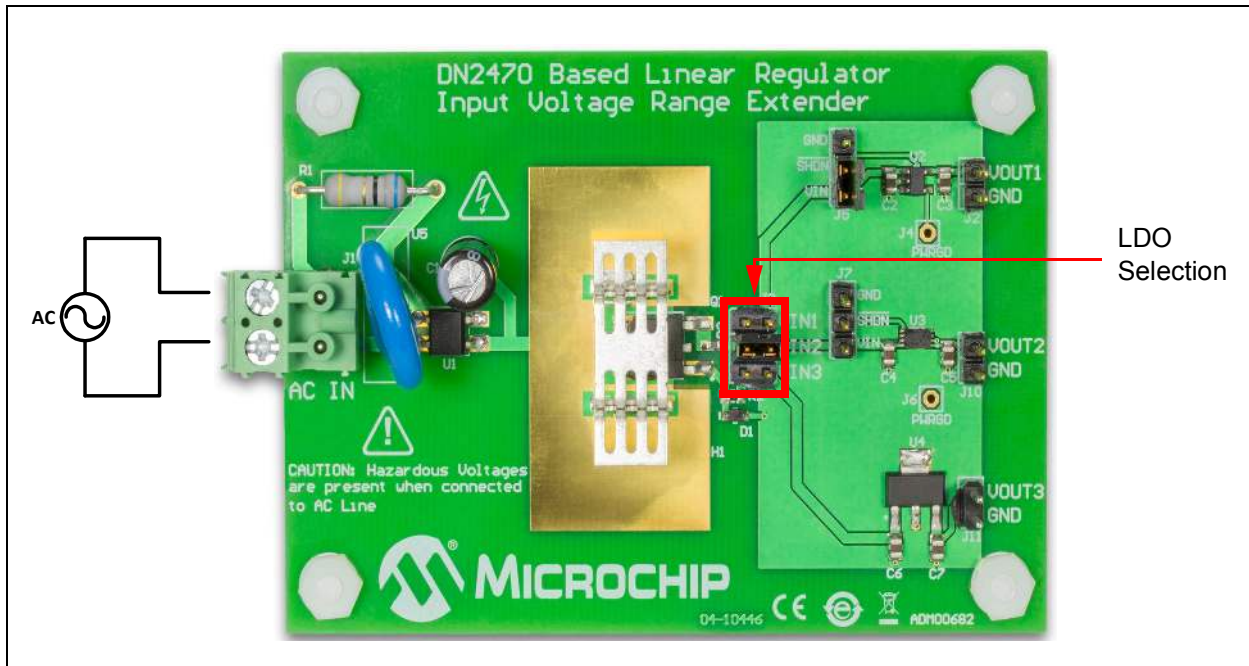 DN2470 Based Linear Regulator
Input Voltage Range Extender
GND
SHDN
VIN
J5
U2
C2
C3
VOUT1
GND
J2
J4
PWRGD
R1
U5
J1
U1
AC
AC IN
LDO
Selection
IN1
IN2
IN3
D1
H1
J7
GND
SHDN
VIN
U3
C4
C5
VOUT2
GND
J10
J6
PWRGD
U4
VOUT3
GND
J11
C6
C7
CAUTION: Hazardous Voltages
are present when connected
to AC Line
MICROCHIP
®
04-10446
CE
e
ADM00682